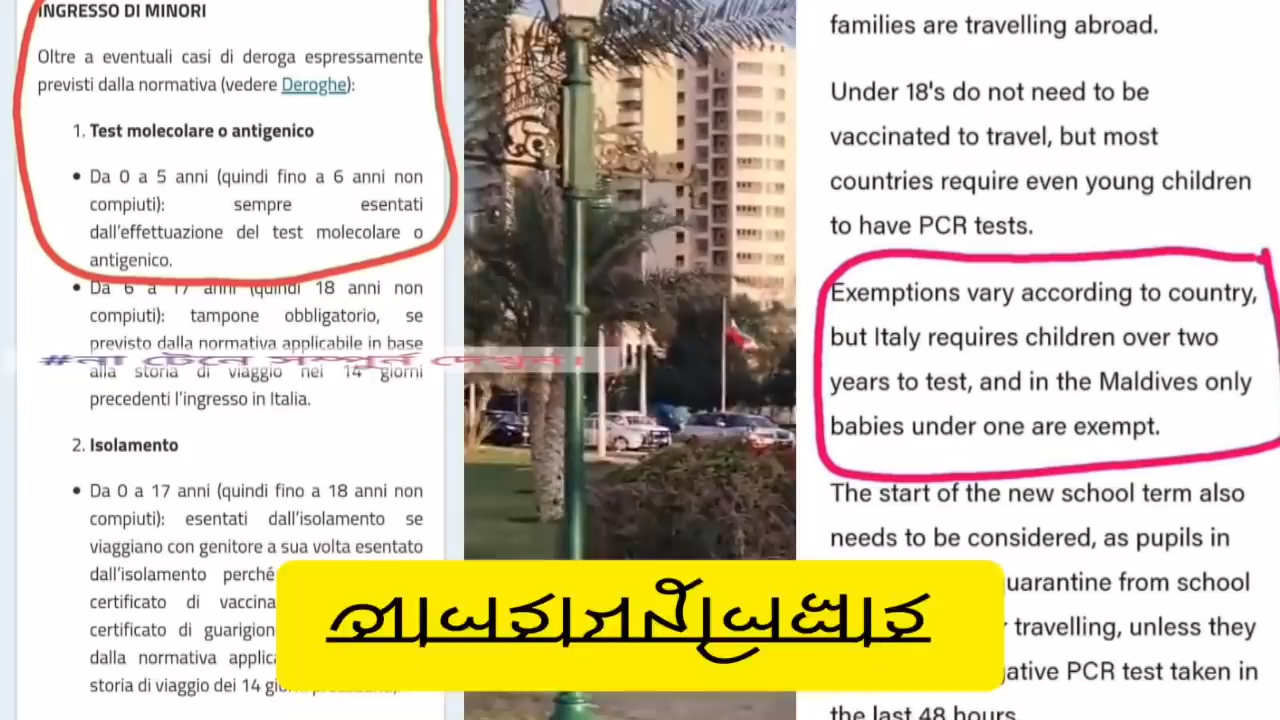 INGRESSO DI MINORI
Oltre a eventuali casi di deroga espressamente
previsti dalla normativa (vedere Deroghe):
1. Test molecolare o antigenico
• Da 0 a 5 anni (quindi fino a 6 anni non
compiuti): sempre esentati
dall'effettuazione del test molecolare o
antigenico.
• Da 6 a 17 anni (quindi 18 anni non
compiuti): tampone obbligatorio, se
previsto dalla normativa applicabile in base
#না টেনে সম্পূর্ন দেখুন।
alla storia di viaggio nei 14 giorni
precedenti l'ingresso in Italia.
2. Isolamento
• Da 0 a 17 anni (quindi fino a 18 anni non
compiuti): esentati dall'isolamento se
viaggiano con genitore a sua volta esentato
dall'isolamento perché
certificato di
certificato di
dalla normativa
storia di viaggio dei 14
families are travelling abroad.
Under 18's do not need to be
vaccinated to travel, but most
countries require even young children
to have PCR tests.
Exemptions vary according to country,
but Italy requires children over two
years to test, and in the Maldives only
babies under one are exempt.
The start of the new school term also
needs to be considered, as pupils in
from school
travelling, unless they
PCR test taken in
the last 48 hours